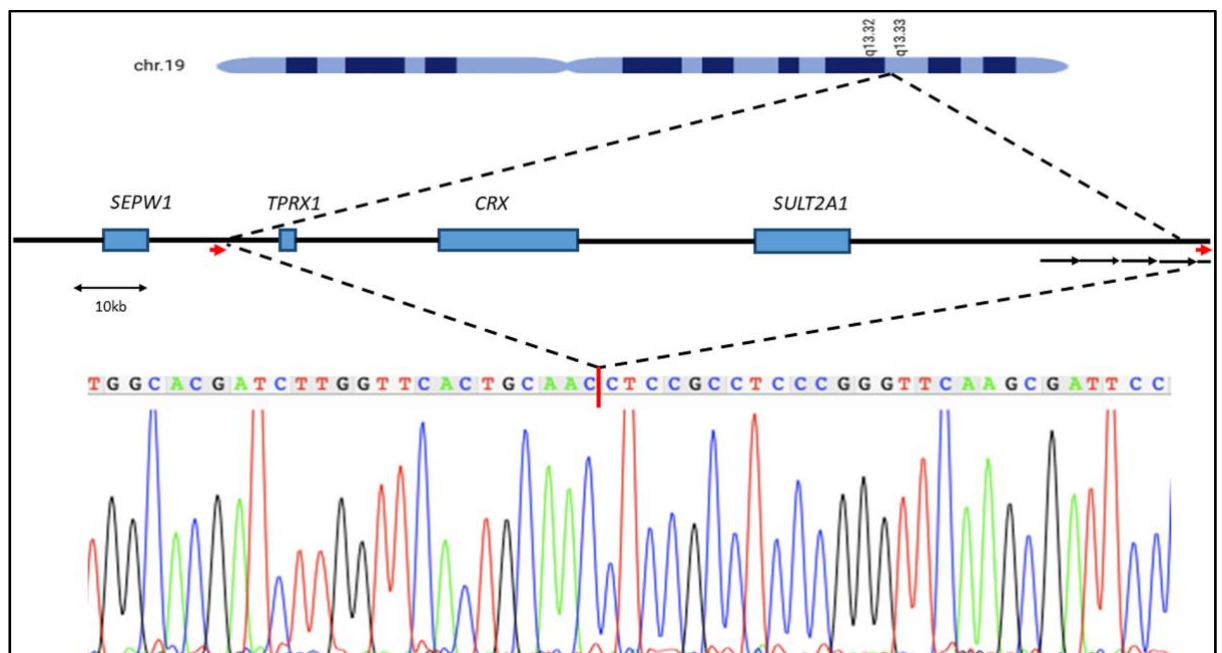 q13.32 q13.33
chr.19
SEPW1 TPRX1 CRX SULT2A1
10kb
TGGCACGATCTTGGTTCACTGCAACCTCCGCCTCCCGGGTTCAAGCGATTCC